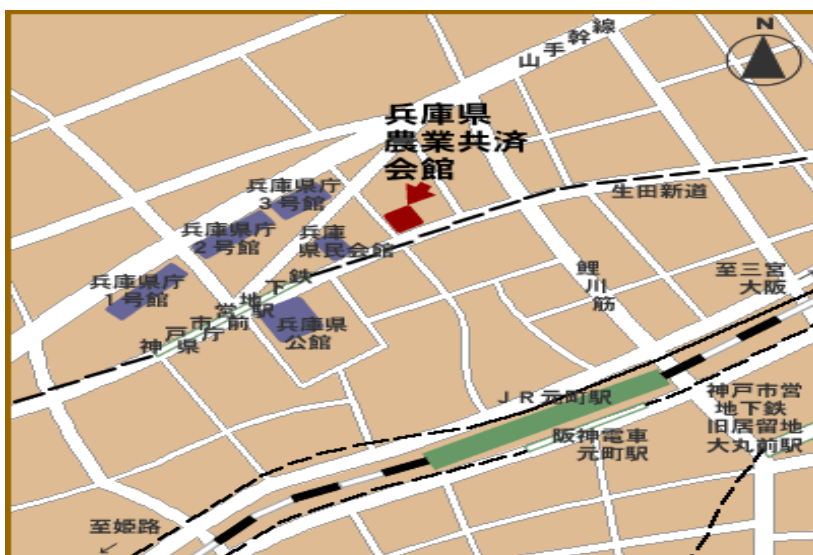 N
山手幹線
兵庫県
農業共済
会館
生田新道
兵庫県庁
3号館
兵庫県庁
2号館
兵庫
県民会館
兵庫県庁
1号館
神戸市営地下鉄
県庁前駅
兵庫県
公館
鯉川筋
至三宮
大阪
JR元町駅
阪神電車
元町駅
神戸市営
地下鉄
旧居留地
大丸前駅
至姫路